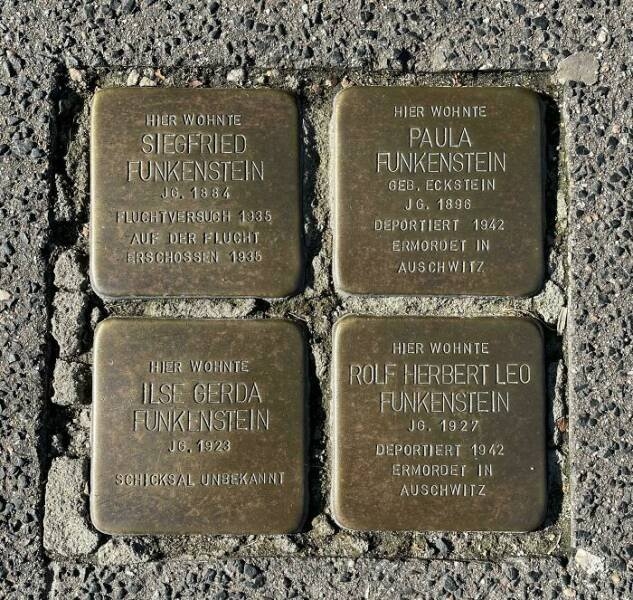 HIER WOHNTE
SIEGFRIED
FUNKENSTEIN
JG. 1884
FLUCHTVERSUCH 1935
AUF DER FLUCHT
ERSCHOSSEN 1935
HIER WOHNTE
PAULA
FUNKENSTEIN
GEB. ECKSTEIN
JG. 1896
DEPORTIERT 1942
ERMORDET IN
AUSCHWITZ
HIER WOHNTE
ILSE GERDA
FUNKENSTEIN
JG. 1923
SCHICKSAL UNBEKANNT
HIER WOHNTE
ROLF HERBERT LEO
FUNKENSTEIN
JG. 1927
DEPORTIERT 1942
ERMORDET IN
AUSCHWITZ